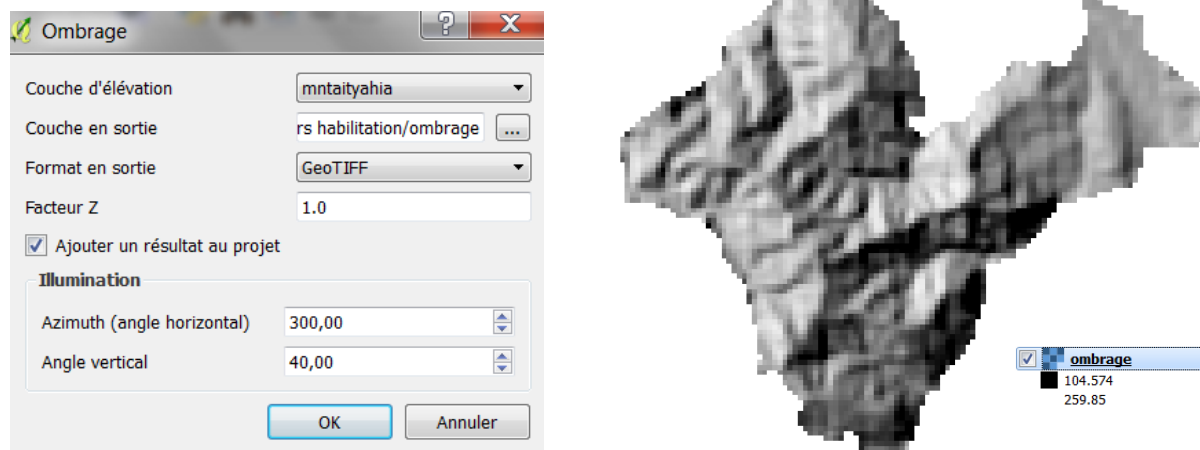 Ombrage
Couche d'élévation mntaityahia
Couche en sortie rs habilitation/ombrage ...
Format en sortie GeoTIFF
Facteur Z 1.0
Ajouter un résultat au projet
Illumination
Azimuth (angle horizontal) 300,00
Angle vertical 40,00
OK Annuler
ombrage
104.574
259.85